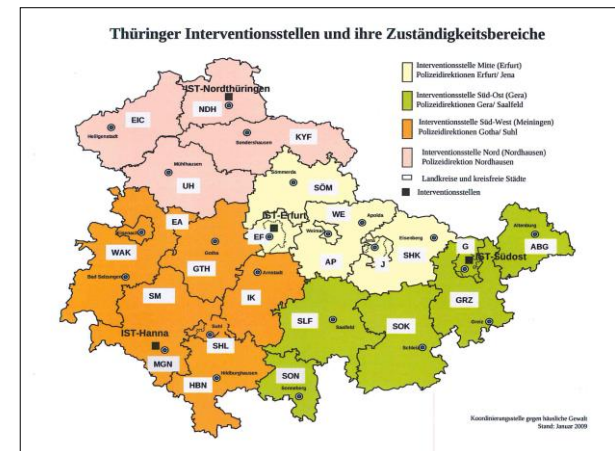 Thüringer Interventionsstellen und ihre Zuständigkeitsbereiche
Interventionsstelle Mitte (Erfurt)
Polizeidirektionen Erfurt/ Jena
Interventionsstelle Süd-Ost (Gera)
Polizeidirektionen Gera/ Saalfeld
Interventionsstelle Süd-West (Meiningen)
Polizeidirektionen Gotha/ Suhl
Interventionsstelle Nord (Nordhausen)
Polizeidirektion Nordhausen
Landkreise und kreisfreie Städte
Interventionsstellen
IST-Nordthüringen
NDH
EIC
Heiligenstadt
Sondershausen
KYF
Mühlhausen
UH
Sömmerda
SÖM
EA
Eisenach
WAK
Gotha
GTH
IST-Erfurt
EF
WE
Weimar
Apolda
AP
J
Eisenberg
SHK
G
IST-Südost
Altenburg
ABG
Bad Salzungen
Arnstadt
IK
SM
GRZ
Greiz
SLF
Saalfeld
SOK
Schleiz
IST-Hanna
Suhl
SHL
MGN
Hildburghausen
HBN
SON
Sonneberg
Koordinierungsstelle gegen häusliche Gewalt
Stand: Januar 2009